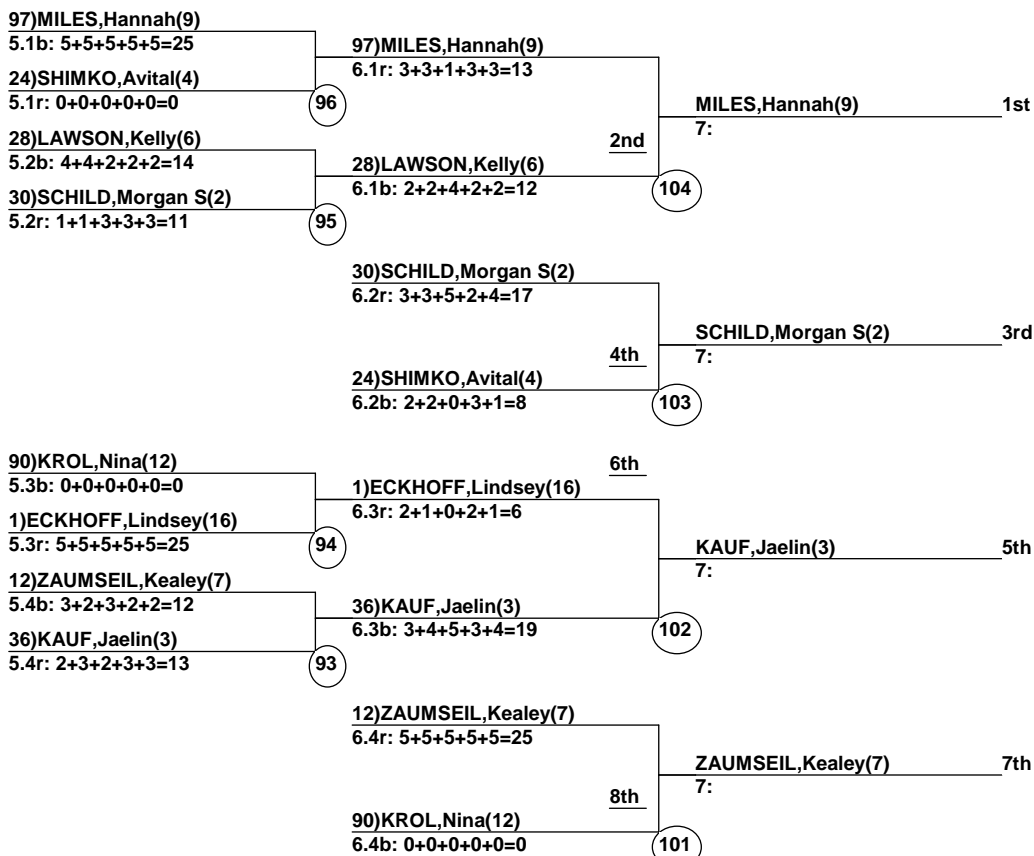 97)MILES,Hannah(9)
5.1b: 5+5+5+5+5=25
24)SHIMKO,Avital(4)
5.1r: 0+0+0+0+0=0
96
28)LAWSON,Kelly(6)
5.2b: 4+4+2+2+2=14
30)SCHILD,Morgan S(2)
5.2r: 1+1+3+3+3=11
95
97)MILES,Hannah(9)
6.1r: 3+3+1+3+3=13
28)LAWSON,Kelly(6)
6.1b: 2+2+4+2+2=12
2nd
104
MILES,Hannah(9) 1st
7:
30)SCHILD,Morgan S(2)
6.2r: 3+3+5+2+4=17
24)SHIMKO,Avital(4)
6.2b: 2+2+0+3+1=8
4th
103
SCHILD,Morgan S(2) 3rd
7:
90)KROL,Nina(12)
5.3b: 0+0+0+0+0=0
1)ECKHOFF,Lindsey(16)
5.3r: 5+5+5+5+5=25
94
12)ZAUMSEIL,Kealey(7)
5.4b: 3+2+3+2+2=12
36)KAUF,Jaelin(3)
5.4r: 2+3+2+3+3=13
93
6th
1)ECKHOFF,Lindsey(16)
6.3r: 2+1+0+2+1=6
36)KAUF,Jaelin(3)
6.3b: 3+4+5+3+4=19
102
KAUF,Jaelin(3) 5th
7:
12)ZAUMSEIL,Kealey(7)
6.4r: 5+5+5+5+5=25
90)KROL,Nina(12)
6.4b: 0+0+0+0+0=0
8th
101
ZAUMSEIL,Kealey(7) 7th
7: